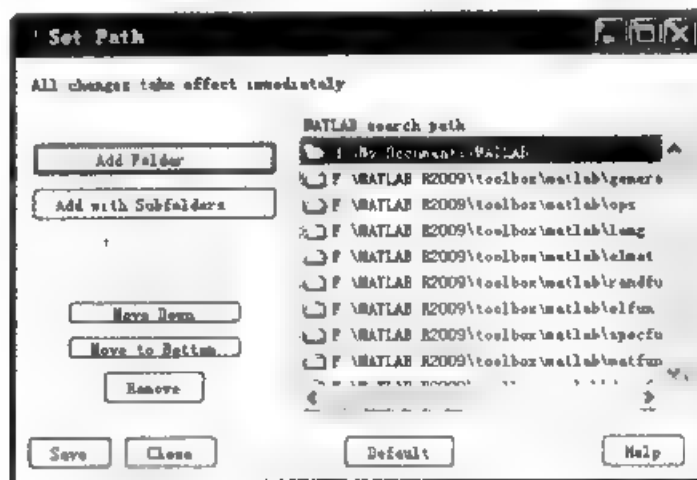 Set Path
All changes take effect immediately
MATLAB search path
Add Folder
Add with Subfolders
My Documents\MATLAB
F \MATLAB R2009\toolbox\matlab\genera
F \MATLAB R2009\toolbox\matlab\ops
F \MATLAB R2009\toolbox\matlab\lang
F \MATLAB R2009\toolbox\matlab\elmat
F \MATLAB R2009\toolbox\matlab\randfu
F \MATLAB R2009\toolbox\matlab\elfun
F \MATLAB R2009\toolbox\matlab\specfu
F \MATLAB R2009\toolbox\matlab\matfun
Move Down
Move to Bottom
Remove
Save
Close
Default
Help